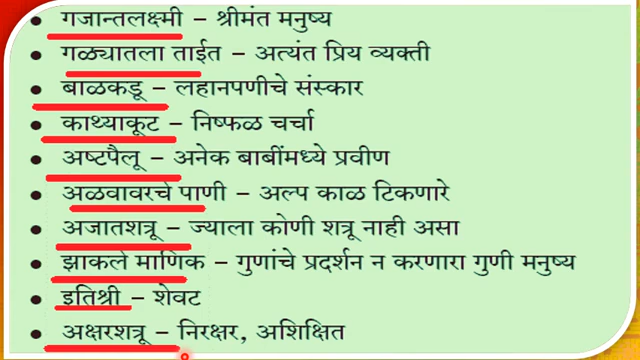 • गजान्तलक्ष्मी – श्रीमंत मनुष्य
• गळ्यातला ताईत – अत्यंत प्रिय व्यक्ती
• बाळकडू – लहानपणीचे संस्कार
• काथ्याकूट – निष्फळ चर्चा
• अष्टपैलू – अनेक बाबींमध्ये प्रवीण
• अळवावरचे पाणी – अल्प काळ टिकणारे
• अजातशत्रू – ज्याला कोणी शत्रू नाही असा
• झाकले माणिक – गुणांचे प्रदर्शन न करणारा गुणी मनुष्य
• इतिश्री – शेवट
• अक्षरशत्रू – निरक्षर, अशिक्षित